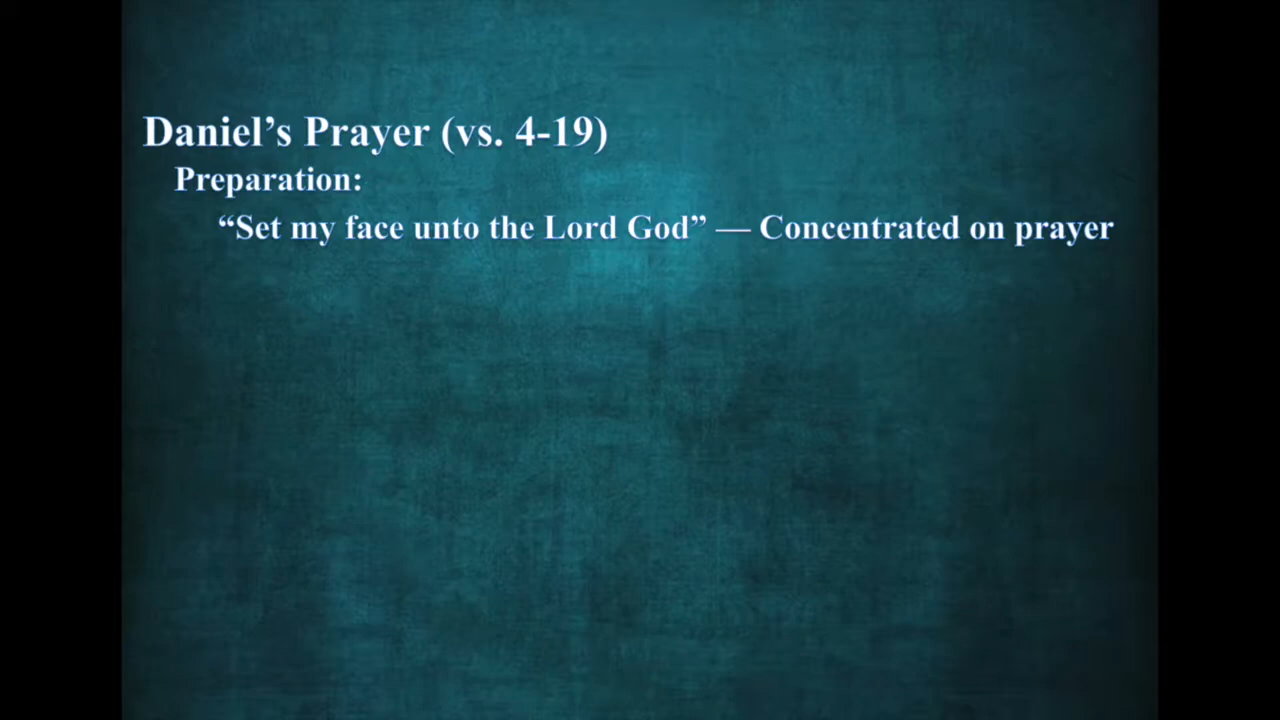 Daniel’s Prayer (vs. 4-19)
Preparation:
“Set my face unto the Lord God” — Concentrated on prayer